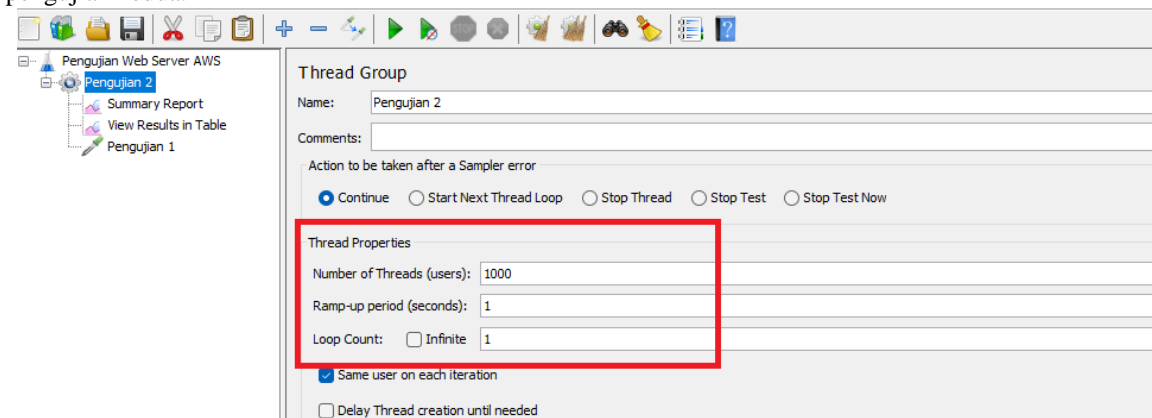 Pengujian Web Server AWS
Pengujian 2
Summary Report
View Results in Table
Pengujian 1
Thread Group
Name: Pengujian 2
Comments:
Action to be taken after a Sampler error
Continue Start Next Thread Loop Stop Thread Stop Test Stop Test Now
Thread Properties
Number of Threads (users): 1000
Ramp-up period (seconds): 1
Loop Count: Infinite 1
Same user on each iteration
Delay Thread creation until needed